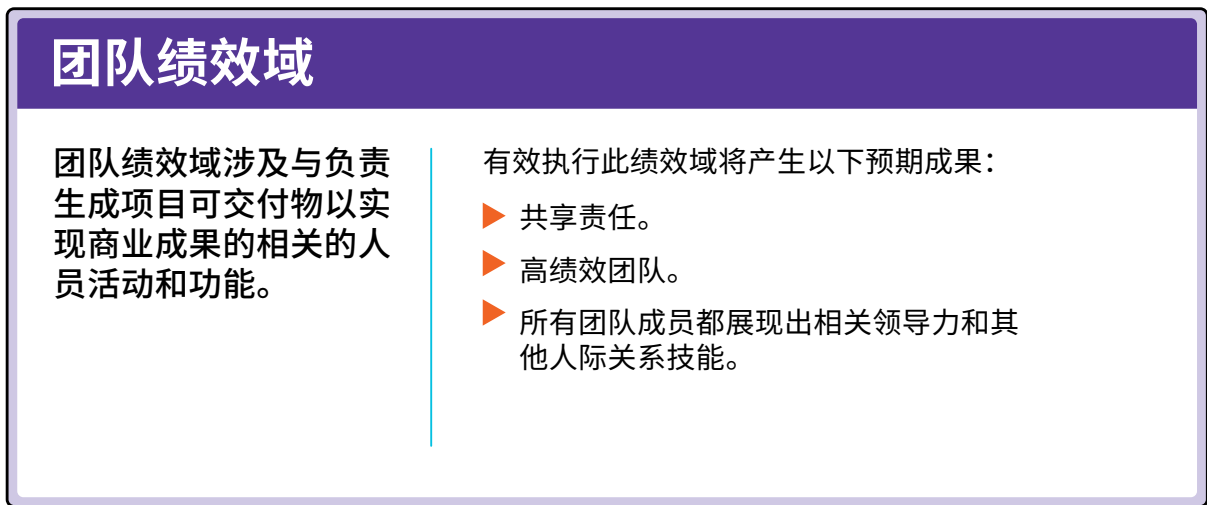 团队绩效域
团队绩效域涉及与负责
生成项目可交付物以实
现商业成果的相关的人
员活动和功能。
有效执行此绩效域将产生以下预期成果：
共享责任。
高绩效团队。
所有团队成员都展现出相关领导力和其
他人际关系技能。